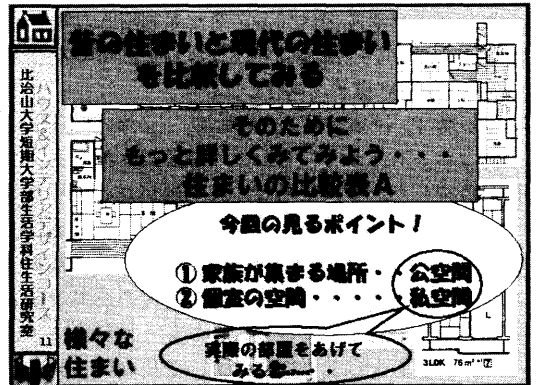 昔の住まいと現代の住まい
を比較してみる
そのために
もっと詳しくみてみよう・・・
住まいの比較表A
今回の見るポイント!
① 家族が集まる場所・・公空間
② 個室の空間・・・・・私空間
実際の部屋をあげて
様々な
住まい
11
3LDK 76m²
比治山大学短期大学部生活学科住生活研究室
ハウス&インテリアデザインコース